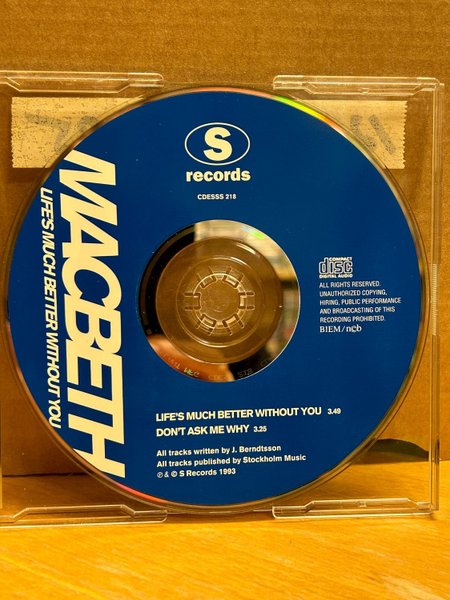 S
records
CDESSS 218
MACBETH
LIFE'S MUCH BETTER WITHOUT YOU
COMPACT
disc
DIGITAL AUDIO
ALL RIGHTS RESERVED.
UNAUTHORIZED COPYING,
HIRING, PUBLIC PERFORMANCE
AND BROADCASTING OF THIS
RECORDING PROHIBITED.
BIEM/ncb
LIFE'S MUCH BETTER WITHOUT YOU 3.49
DON'T ASK ME WHY 3.25
All tracks written by J. Berndtsson
All tracks published by Stockholm Music
℗ & © S Records 1993